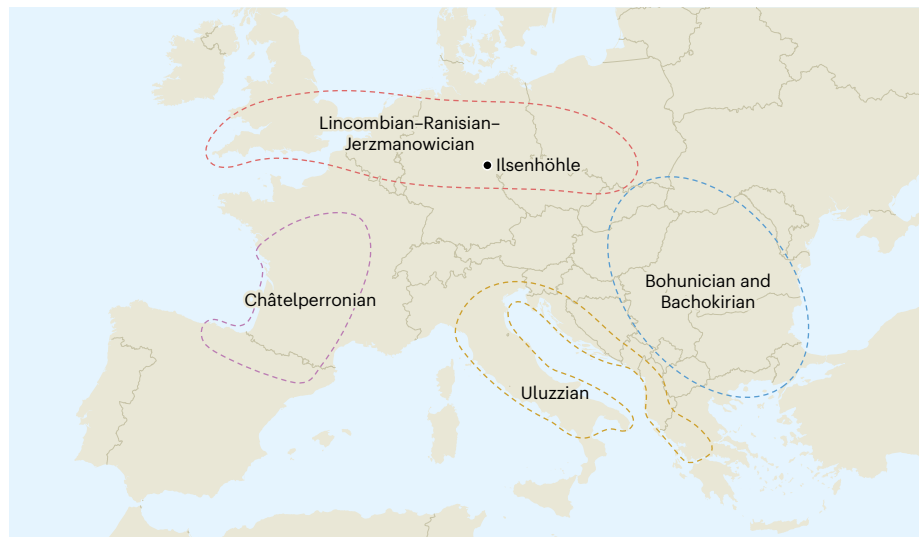 Lincombian–Ranisian–
Jerzmanowician
Ilsenhöhle
Bohunician and
Bachokirian
Châtelperronian
Uluzzian